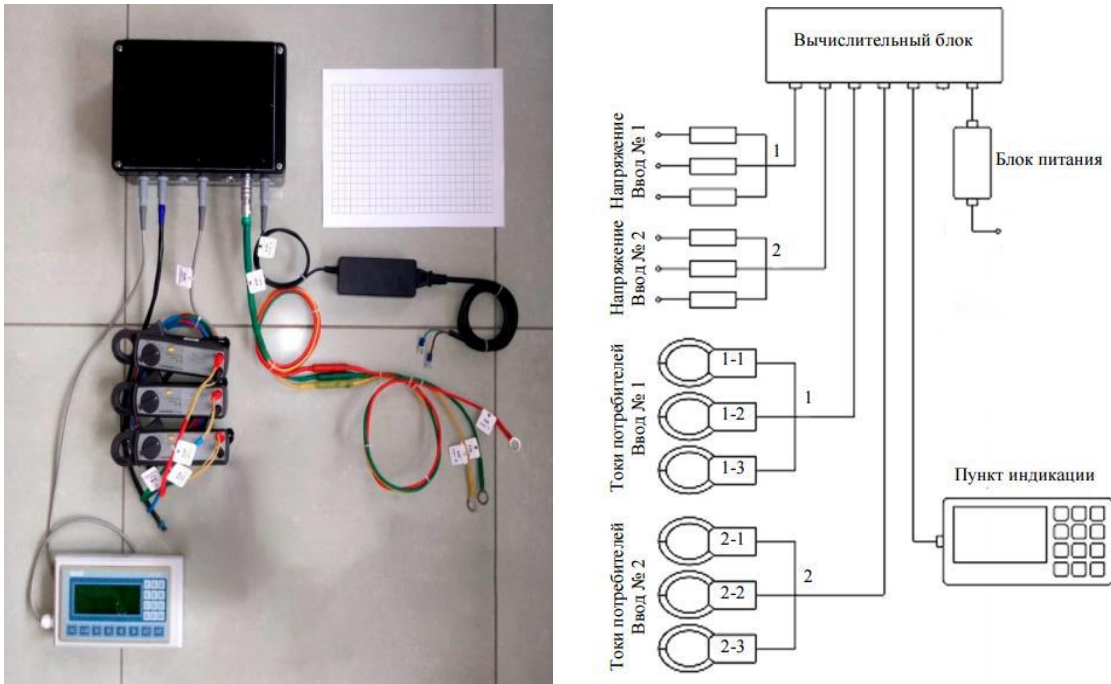 Вычислительный блок
Напряжение
Ввод № 1
1
Блок питания
Напряжение
Ввод № 2
2
Токи потребителей
Ввод № 1
1-1
1-2
1-3
1
Пункт индикации
Токи потребителей
Ввод № 2
2-1
2-2
2-3
2